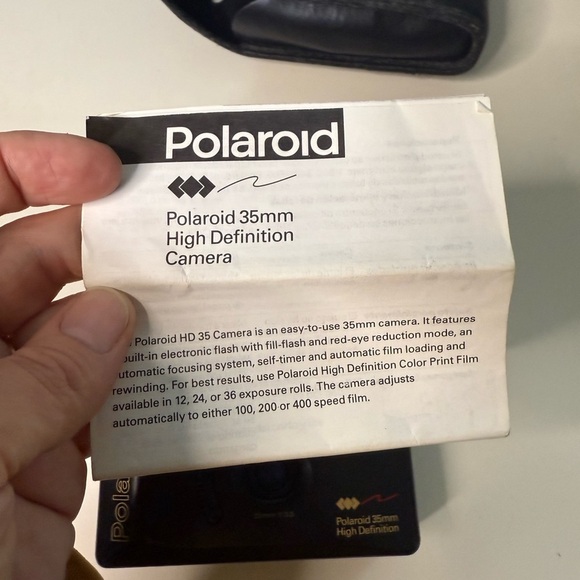 Polaroid
Polaroid 35mm
High Definition
Camera
Polaroid HD 35 Camera is an easy-to-use 35mm camera. It features
built-in electronic flash with fill-flash and red-eye reduction mode, an
automatic focusing system, self-timer and automatic film loading and
rewinding. For best results, use Polaroid High Definition Color Print Film
available in 12, 24, or 36 exposure rolls. The camera adjusts
automatically to either 100, 200 or 400 speed film.
Pola
Polaroid 35mm
High Definition